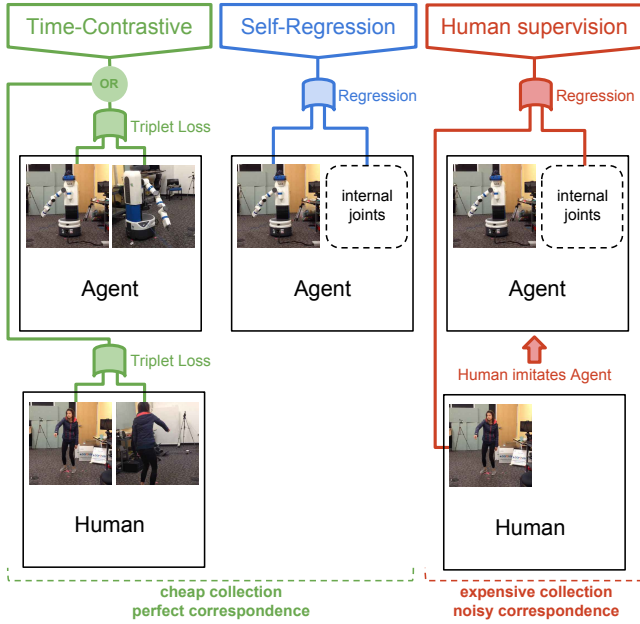 Time-Contrastive
Self-Regression
Human supervision
OR
Triplet Loss
Regression
Regression
internal
joints
internal
joints
Agent
Agent
Agent
Triplet Loss
Human imitates Agent
Human
Human
cheap collection
perfect correspondence
expensive collection
noisy correspondence